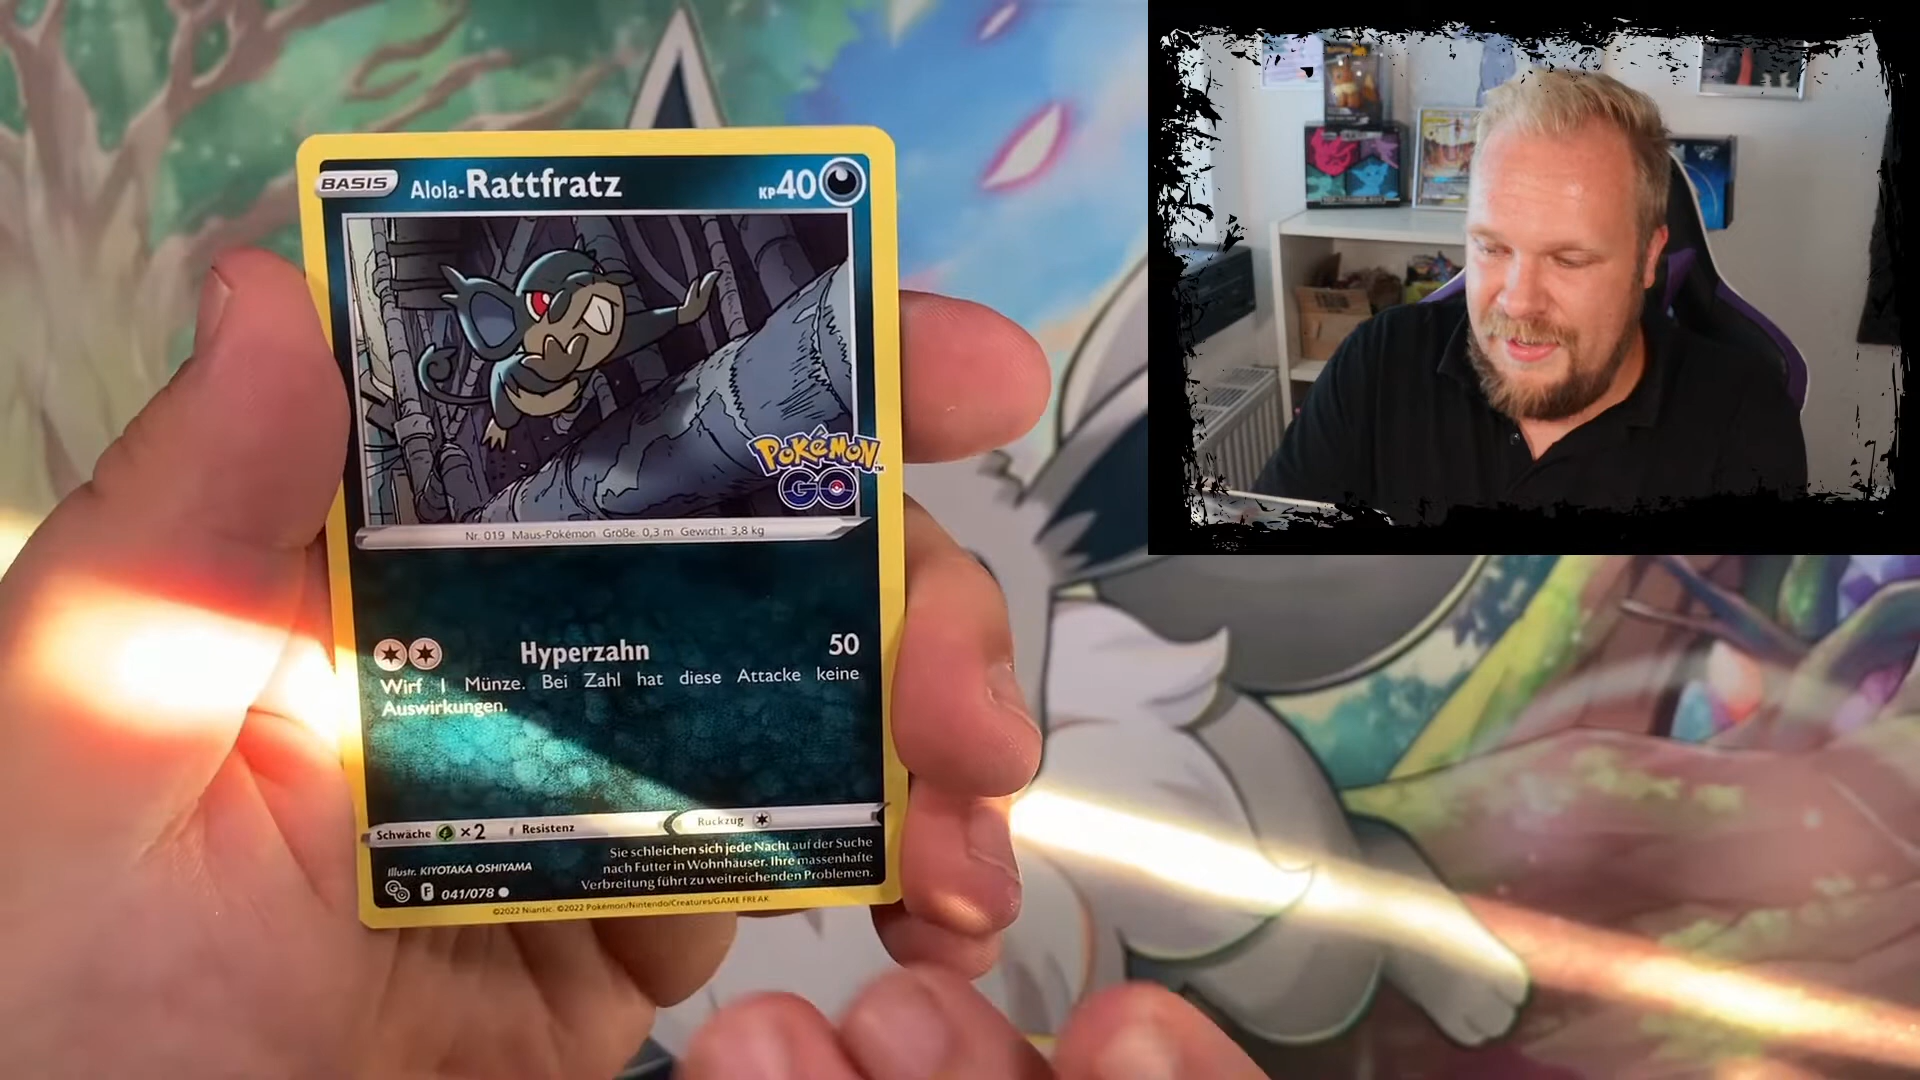 BASIS Alola-Rattfratz KP40
POKéMON™
GO
Nr. 019 Maus-Pokémon Größe: 0,3 m Gewicht: 3,8 kg
Hyperzahn 50
Wirf 1 Münze. Bei Zahl hat diese Attacke keine
Auswirkungen.
Schwäche ×2 Resistenz Rückzug
Illustr. KIYOTAKA OSHIYAMA
Sie schleichen sich jede Nacht auf der Suche
nach Futter in Wohnhäuser. Ihre massenhafte
Verbreitung führt zu weitreichenden Problemen.
F 041/078
©2022 Niantic. ©2022 Pokémon/Nintendo/Creatures/GAME FREAK.